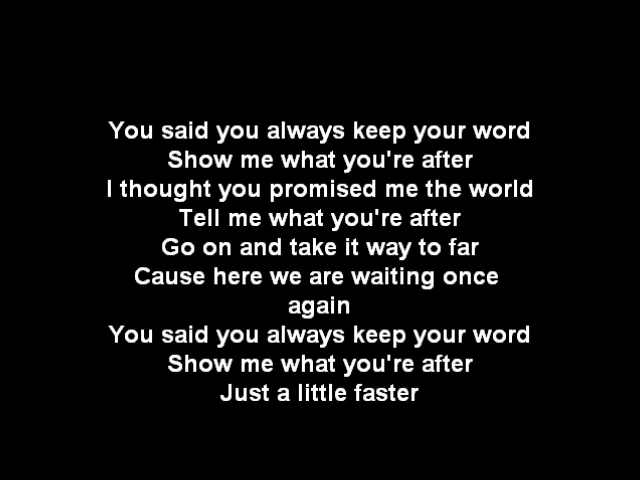 You said you always keep your word
Show me what you're after
I thought you promised me the world
Tell me what you're after
Go on and take it way to far
Cause here we are waiting once
again
You said you always keep your word
Show me what you're after
Just a little faster